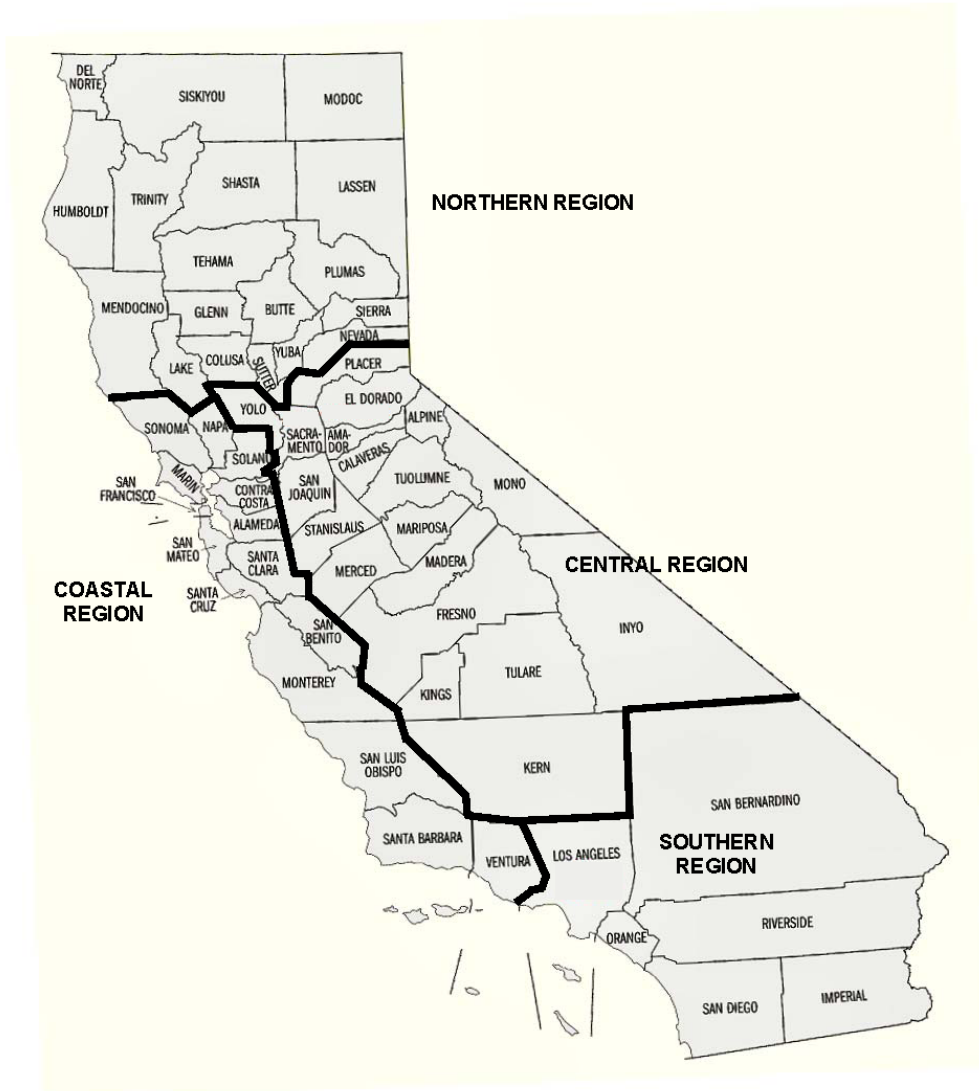 DEL
NORTE
SISKIYOU
MODOC
HUMBOLDT
TRINITY
SHASTA
LASSEN
NORTHERN REGION
TEHAMA
PLUMAS
MENDOCINO
GLENN
BUTTE
SIERRA
NEVADA
YUBA
PLACER
LAKE
COLUSA
SUTTER
EL DORADO
YOLO
SONOMA
NAPA
SACRA-
MENTO
AMA-
DOR
ALPINE
SOLANO
CALAVERAS
MARIN
SAN
FRANCISCO
CONTRA
COSTA
SAN
JOAQUIN
TUOLUMNE
MONO
ALAMEDA
STANISLAUS
MARIPOSA
SAN
MATEO
SANTA
CLARA
MERCED
MADERA
CENTRAL REGION
COASTAL
REGION
SANTA
CRUZ
SAN
BENITO
FRESNO
INYO
MONTEREY
KINGS
TULARE
SAN LUIS
OBISPO
KERN
SAN BERNARDINO
SANTA BARBARA
VENTURA
LOS ANGELES
SOUTHERN
REGION
ORANGE
RIVERSIDE
SAN DIEGO
IMPERIAL